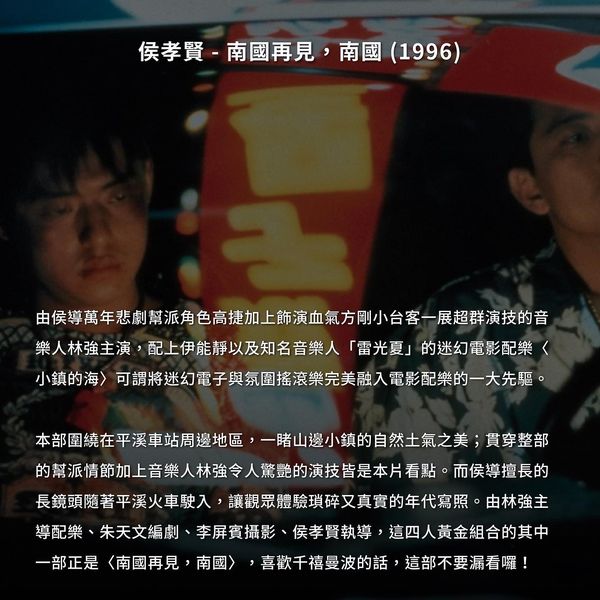 侯孝賢 - 南國再見，南國 (1996)
由侯導萬年悲劇幫派角色高捷加上飾演血氣方剛小台客一展超群演技的音
樂人林強主演，配上伊能靜以及知名音樂人「雷光夏」的迷幻電影配樂〈
小鎮的海〉可謂將迷幻電子與氛圍搖滾樂完美融入電影配樂的一大先驅。
本部圍繞在平溪車站周邊地區，一睹山邊小鎮的自然土氣之美；貫穿整部
的幫派情節加上音樂人林強令人驚艷的演技皆是本片看點。而侯導擅長的
長鏡頭隨著平溪火車駛入，讓觀眾體驗瑣碎又真實的年代寫照。由林強主
導配樂、朱天文編劇、李屏賓攝影、侯孝賢執導，這四人黃金組合的其中
一部正是〈南國再見，南國〉，喜歡千禧曼波的話，這部不要漏看囉！